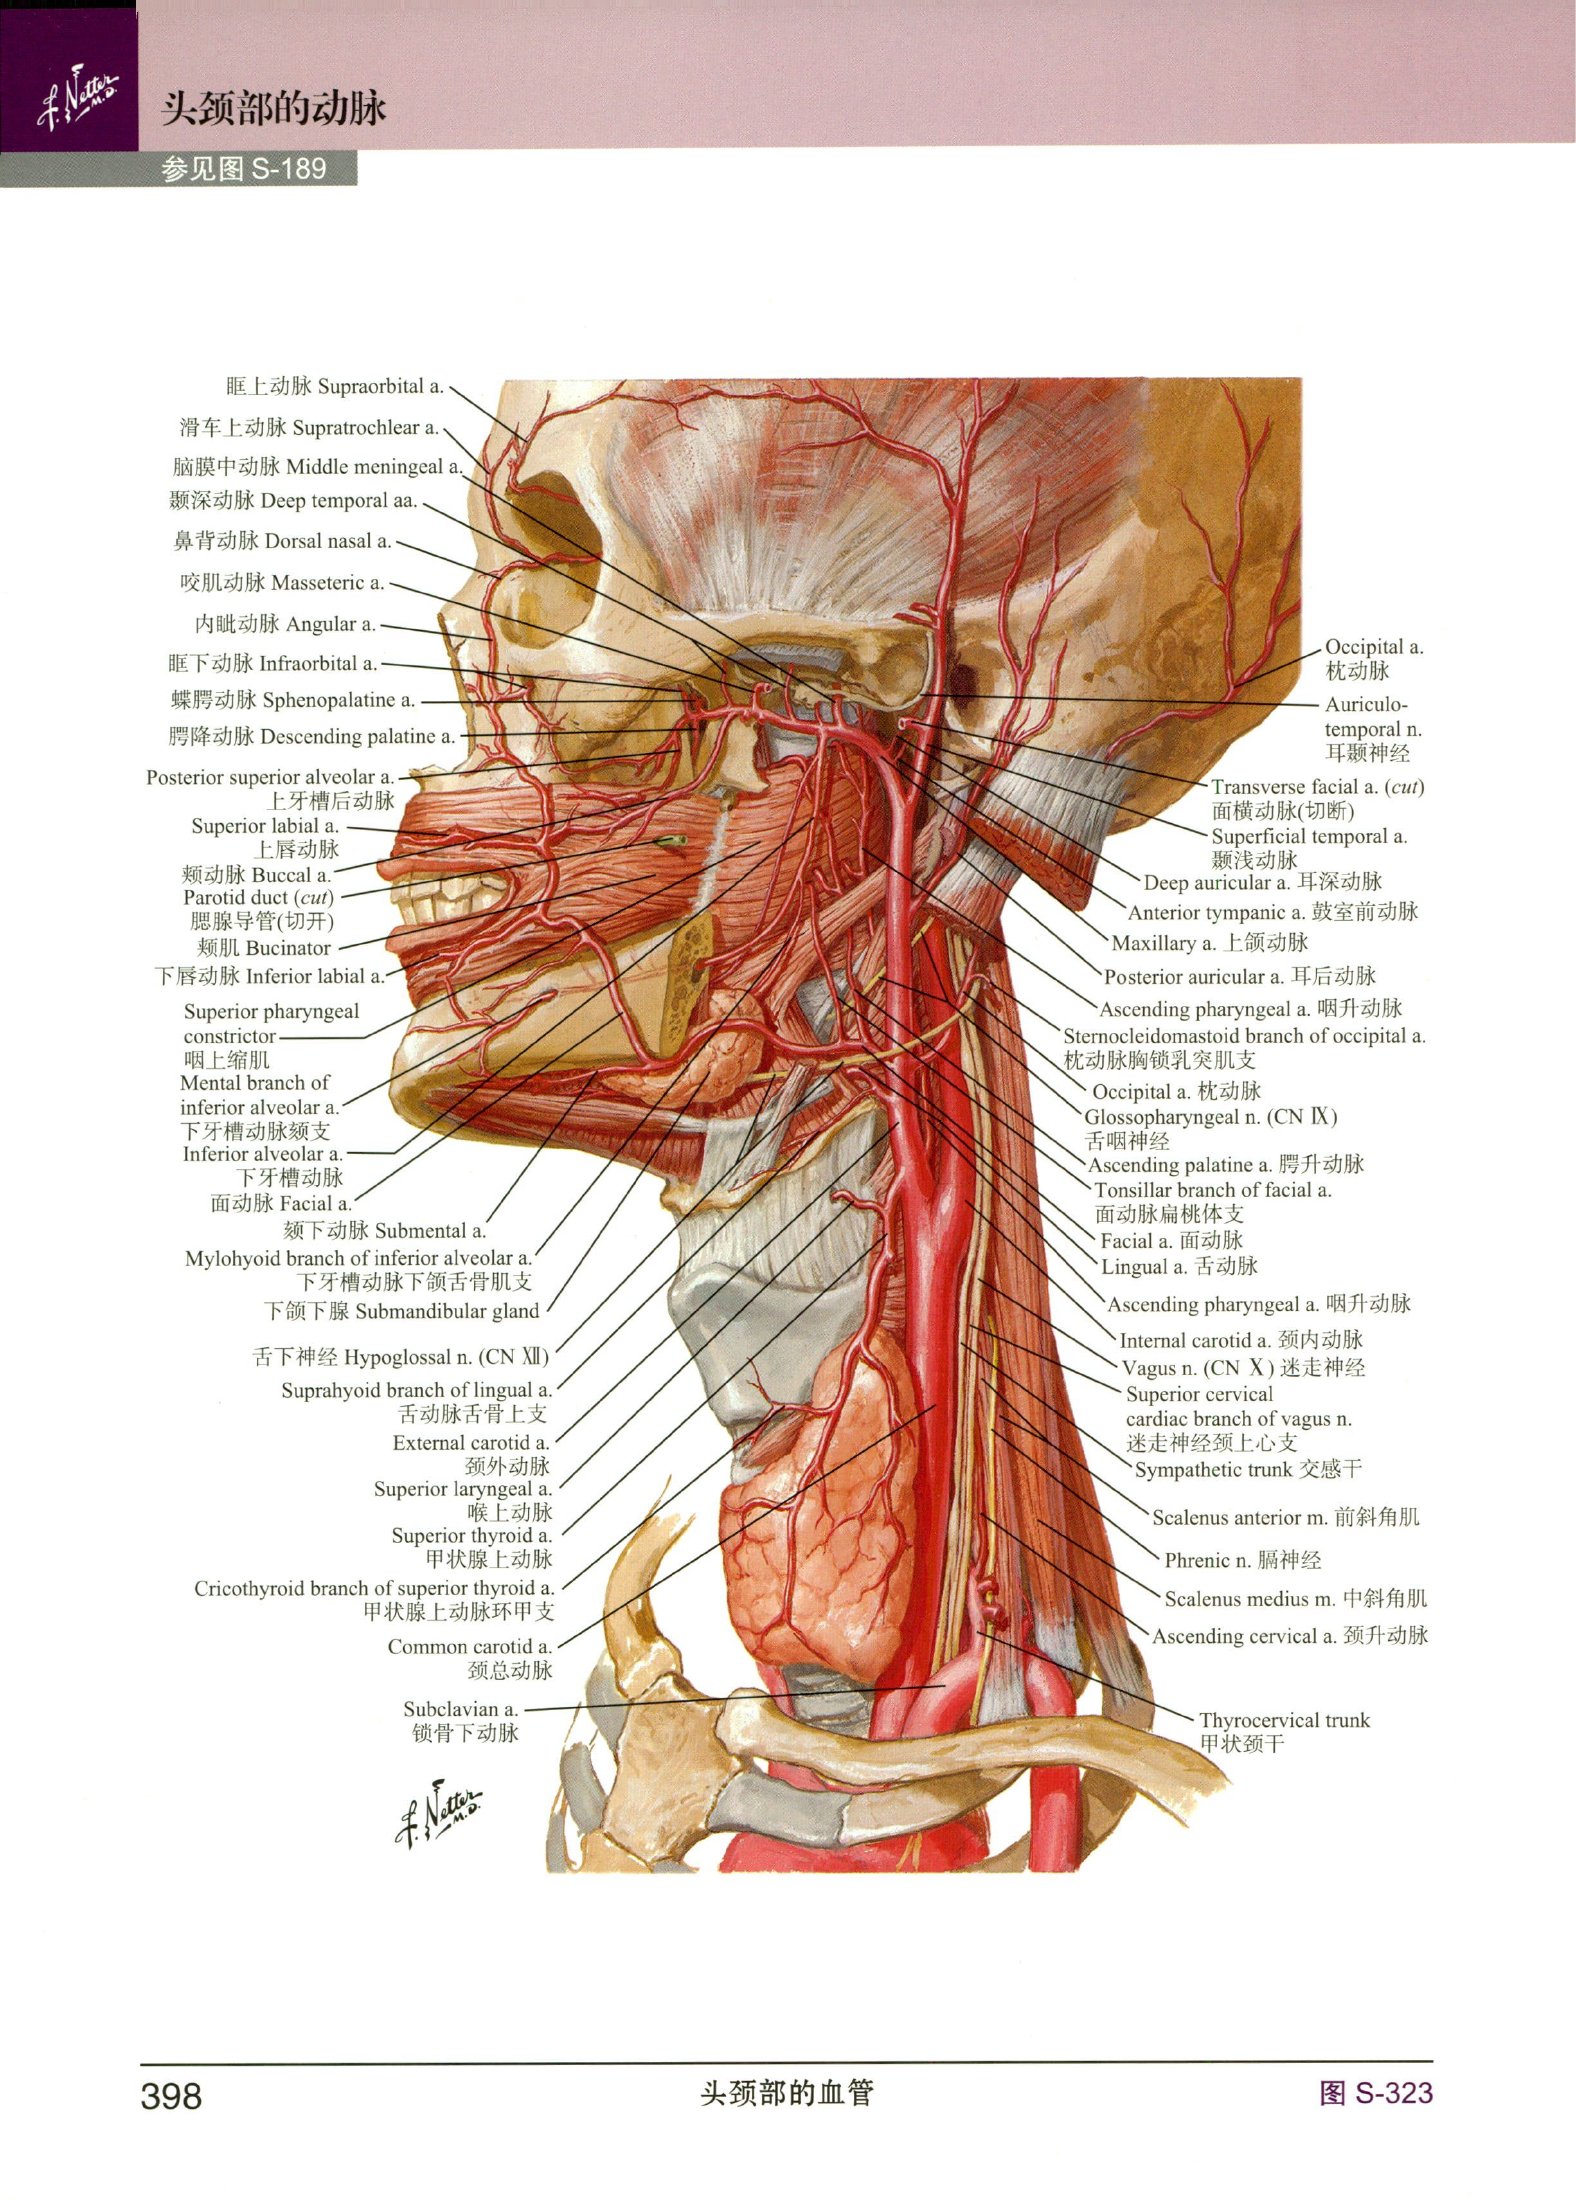 F. Netter M.D.
头颈部的动脉
参见图 S-189
眶上动脉 Supraorbital a.
滑车上动脉 Supratrochlear a.
脑膜中动脉 Middle meningeal a.
颞深动脉 Deep temporal aa.
鼻背动脉 Dorsal nasal a.
咬肌动脉 Masseteric a.
内眦动脉 Angular a.
眶下动脉 Infraorbital a.
蝶腭动脉 Sphenopalatine a.
腭降动脉 Descending palatine a.
Posterior superior alveolar a.
上牙槽后动脉
Superior labial a.
上唇动脉
颊动脉 Buccal a.
Parotid duct (cut)
腮腺导管(切开)
颊肌 Bucinator
下唇动脉 Inferior labial a.
Superior pharyngeal
constrictor
咽上缩肌
Mental branch of
inferior alveolar a.
下牙槽动脉颏支
Inferior alveolar a.
下牙槽动脉
面动脉 Facial a.
颏下动脉 Submental a.
Mylohyoid branch of inferior alveolar a.
下牙槽动脉下颌舌骨肌支
下颌下腺 Submandibular gland
舌下神经 Hypoglossal n. (CN Ⅻ)
Suprahyoid branch of lingual a.
舌动脉舌骨上支
External carotid a.
颈外动脉
Superior laryngeal a.
喉上动脉
Superior thyroid a.
甲状腺上动脉
Cricothyroid branch of superior thyroid a.
甲状腺上动脉环甲支
Common carotid a.
颈总动脉
Subclavian a.
锁骨下动脉
Occipital a.
枕动脉
Auriculo-
temporal n.
耳颞神经
Transverse facial a. (cut)
面横动脉(切断)
Superficial temporal a.
颞浅动脉
Deep auricular a. 耳深动脉
Anterior tympanic a. 鼓室前动脉
Maxillary a. 上颌动脉
Posterior auricular a. 耳后动脉
Ascending pharyngeal a. 咽升动脉
Sternocleidomastoid branch of occipital a.
枕动脉胸锁乳突肌支
Occipital a. 枕动脉
Glossopharyngeal n. (CN Ⅸ)
舌咽神经
Ascending palatine a. 腭升动脉
Tonsillar branch of facial a.
面动脉扁桃体支
Facial a. 面动脉
Lingual a. 舌动脉
Ascending pharyngeal a. 咽升动脉
Internal carotid a. 颈内动脉
Vagus n. (CN Ⅹ) 迷走神经
Superior cervical
cardiac branch of vagus n.
迷走神经颈上心支
Sympathetic trunk 交感干
Scalenus anterior m. 前斜角肌
Phrenic n. 膈神经
Scalenus medius m. 中斜角肌
Ascending cervical a. 颈升动脉
Thyrocervical trunk
甲状颈干
F. Netter M.D.
398
头颈部的血管
图 S-323